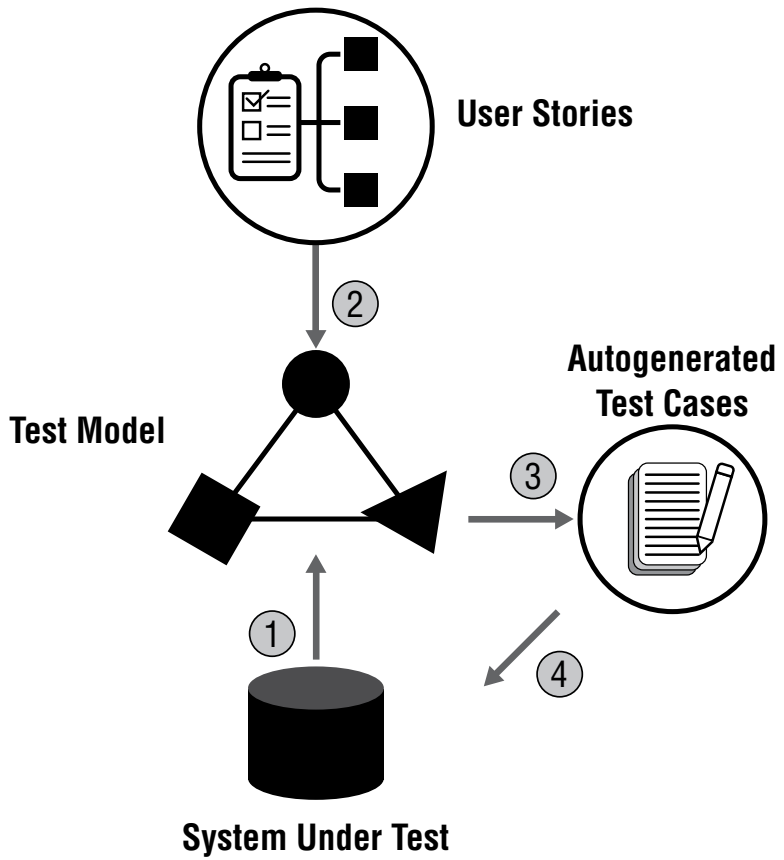 User Stories
2
Autogenerated
Test Cases
Test Model
3
1
4
System Under Test